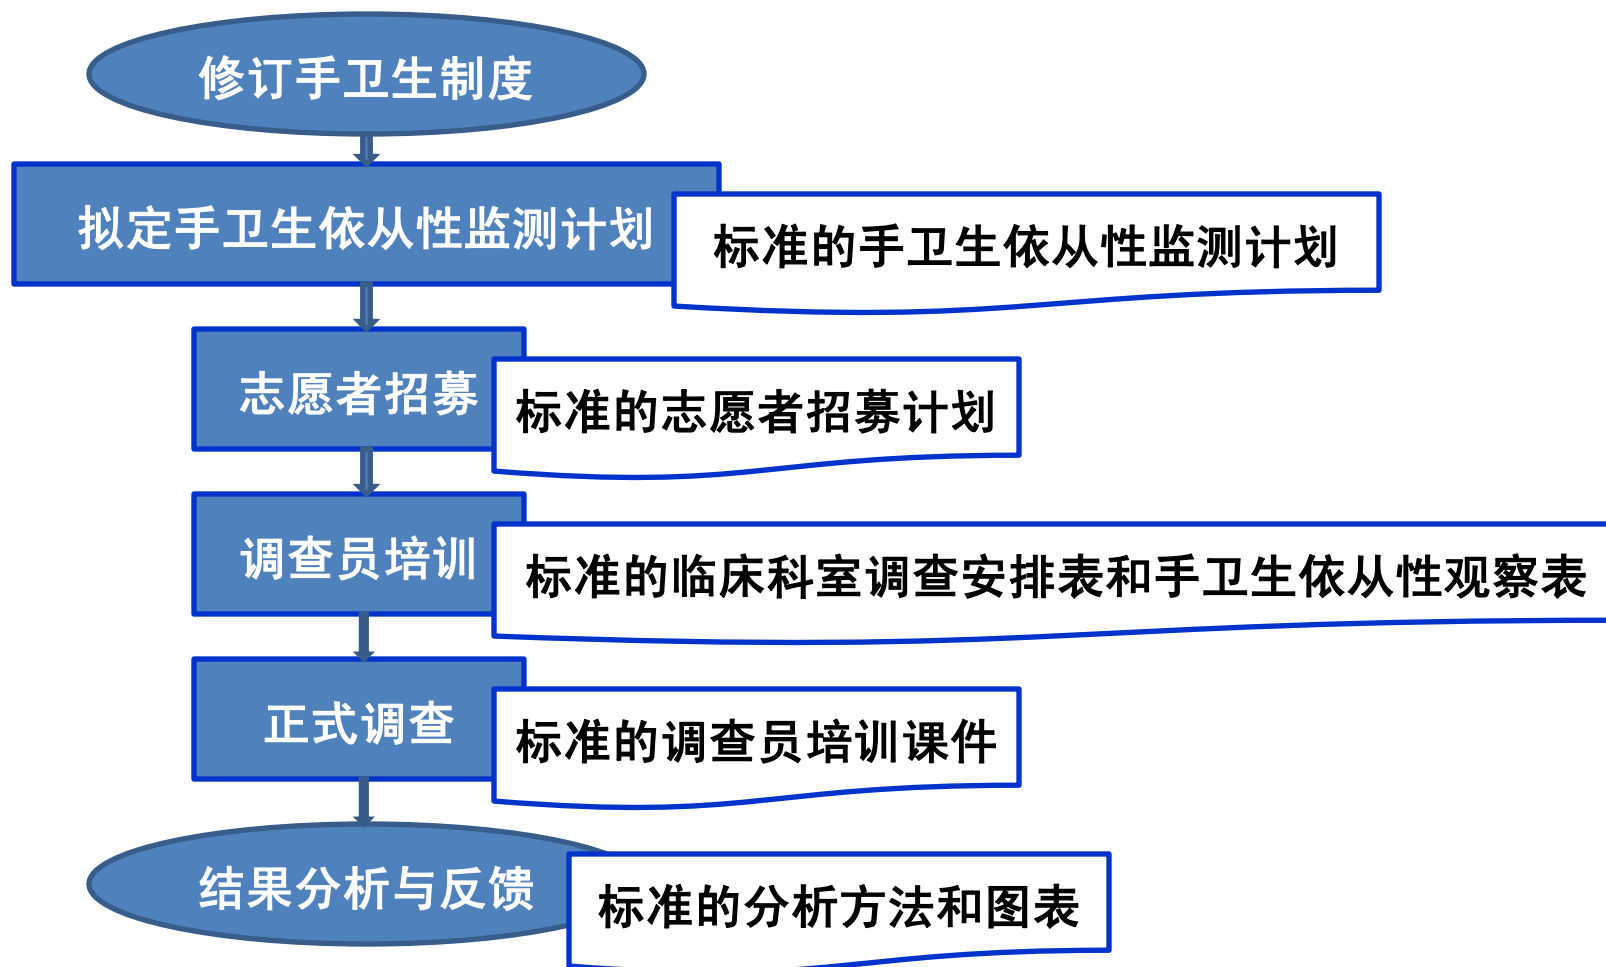 修订手卫生制度
拟定手卫生依从性监测计划
标准的手卫生依从性监测计划
志愿者招募
标准的志愿者招募计划
调查员培训
标准的临床科室调查安排表和手卫生依从性观察表
正式调查
标准的调查员培训课件
结果分析与反馈
标准的分析方法和图表